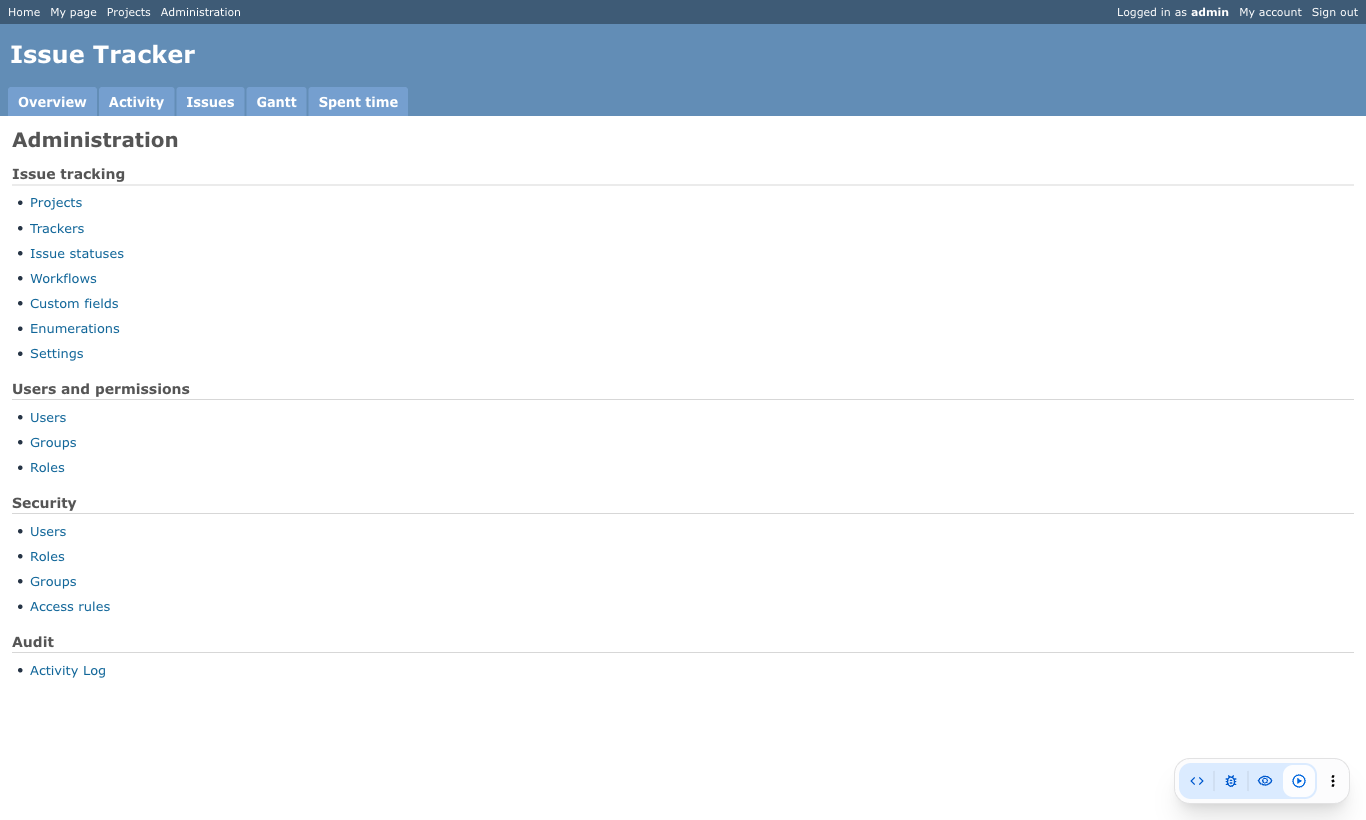 Home My page Projects Administration Logged in as admin My account Sign out
Issue Tracker
Overview Activity Issues Gantt Spent time
Administration
Issue tracking
Projects
Trackers
Issue statuses
Workflows
Custom fields
Enumerations
Settings
Users and permissions
Users
Groups
Roles
Security
Users
Roles
Groups
Access rules
Audit
Activity Log